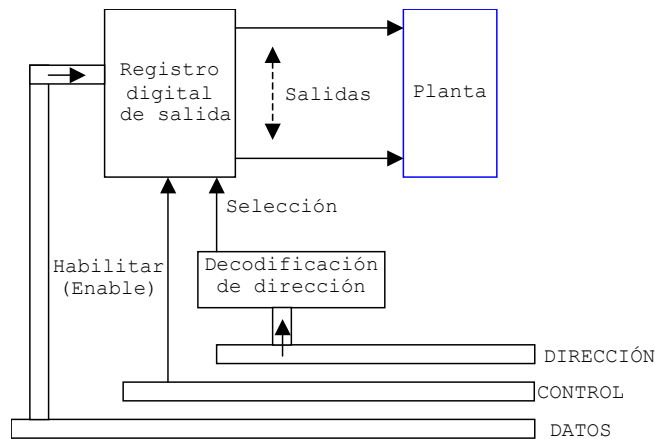 Registro
digital
de salida
Salidas
Planta
Selección
Habilitar
(Enable)
Decodificación
de dirección
DIRECCIÓN
CONTROL
DATOS